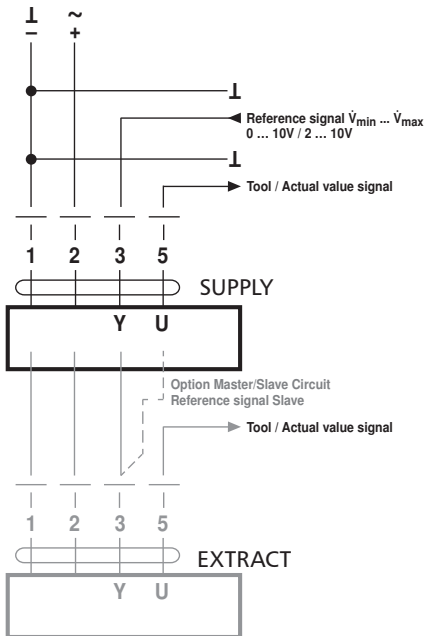 ⊥ ~
– +
⊥
Reference signal V̇min ... V̇max
0 ... 10V / 2 ... 10V
⊥
Tool / Actual value signal
1 2 3 5
SUPPLY
Y U
Option Master/Slave Circuit
Reference signal Slave
Tool / Actual value signal
1 2 3 5
EXTRACT
Y U